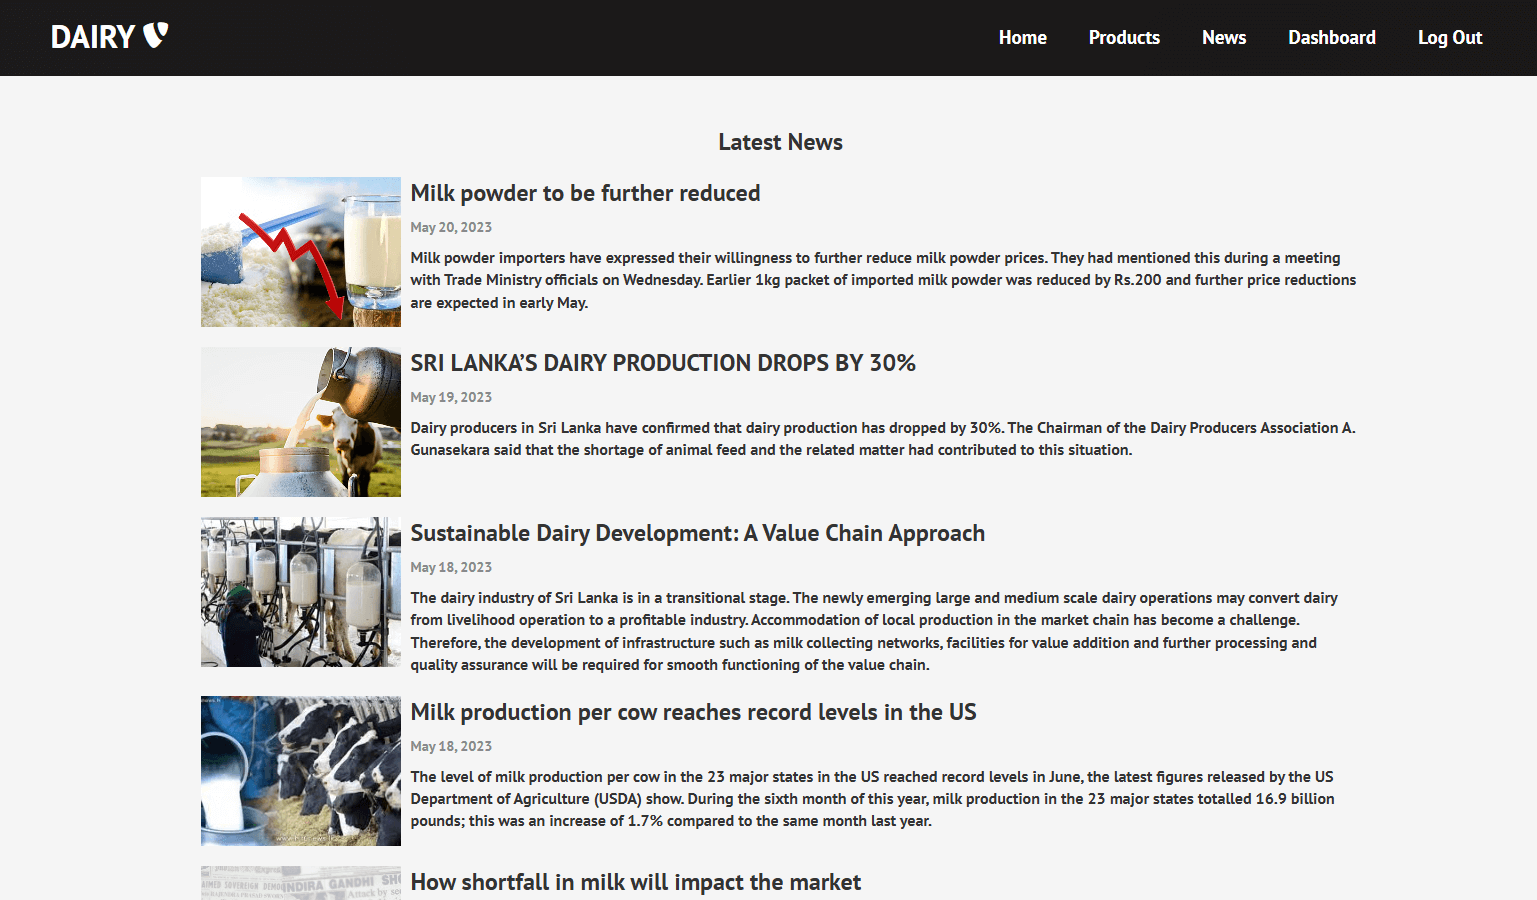 DAIRY
Home Products News Dashboard Log Out
Latest News
Milk powder to be further reduced
May 20, 2023
Milk powder importers have expressed their willingness to further reduce milk powder prices. They had mentioned this during a meeting
with Trade Ministry officials on Wednesday. Earlier 1kg packet of imported milk powder was reduced by Rs.200 and further price reductions
are expected in early May.
SRI LANKA’S DAIRY PRODUCTION DROPS BY 30%
May 19, 2023
Dairy producers in Sri Lanka have confirmed that dairy production has dropped by 30%. The Chairman of the Dairy Producers Association A.
Gunasekara said that the shortage of animal feed and the related matter had contributed to this situation.
Sustainable Dairy Development: A Value Chain Approach
May 18, 2023
The dairy industry of Sri Lanka is in a transitional stage. The newly emerging large and medium scale dairy operations may convert dairy
from livelihood operation to a profitable industry. Accommodation of local production in the market chain has become a challenge.
Therefore, the development of infrastructure such as milk collecting networks, facilities for value addition and further processing and
quality assurance will be required for smooth functioning of the value chain.
Milk production per cow reaches record levels in the US
May 18, 2023
The level of milk production per cow in the 23 major states in the US reached record levels in June, the latest figures released by the US
Department of Agriculture (USDA) show. During the sixth month of this year, milk production in the 23 major states totalled 16.9 billion
pounds; this was an increase of 1.7% compared to the same month last year.
How shortfall in milk will impact the market
INDIRA GANDHI
Attack by